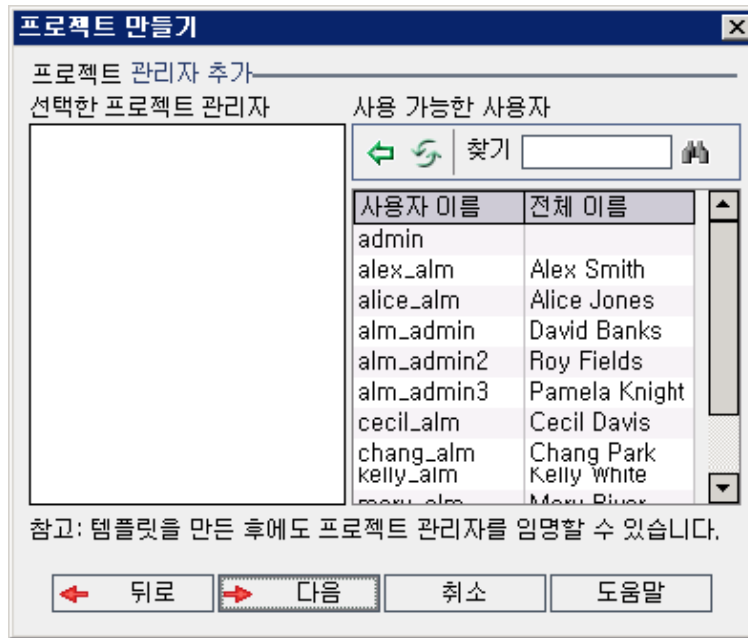 프로젝트 만들기
프로젝트 관리자 추가
선택한 프로젝트 관리자
사용 가능한 사용자
찾기
사용자 이름 전체 이름
admin
alex_alm Alex Smith
alice_alm Alice Jones
alm_admin David Banks
alm_admin2 Roy Fields
alm_admin3 Pamela Knight
cecil_alm Cecil Davis
chang_alm Chang Park
kelly_alm Kelly White
참고: 템플릿을 만든 후에도 프로젝트 관리자를 임명할 수 있습니다.
뒤로 다음 취소 도움말